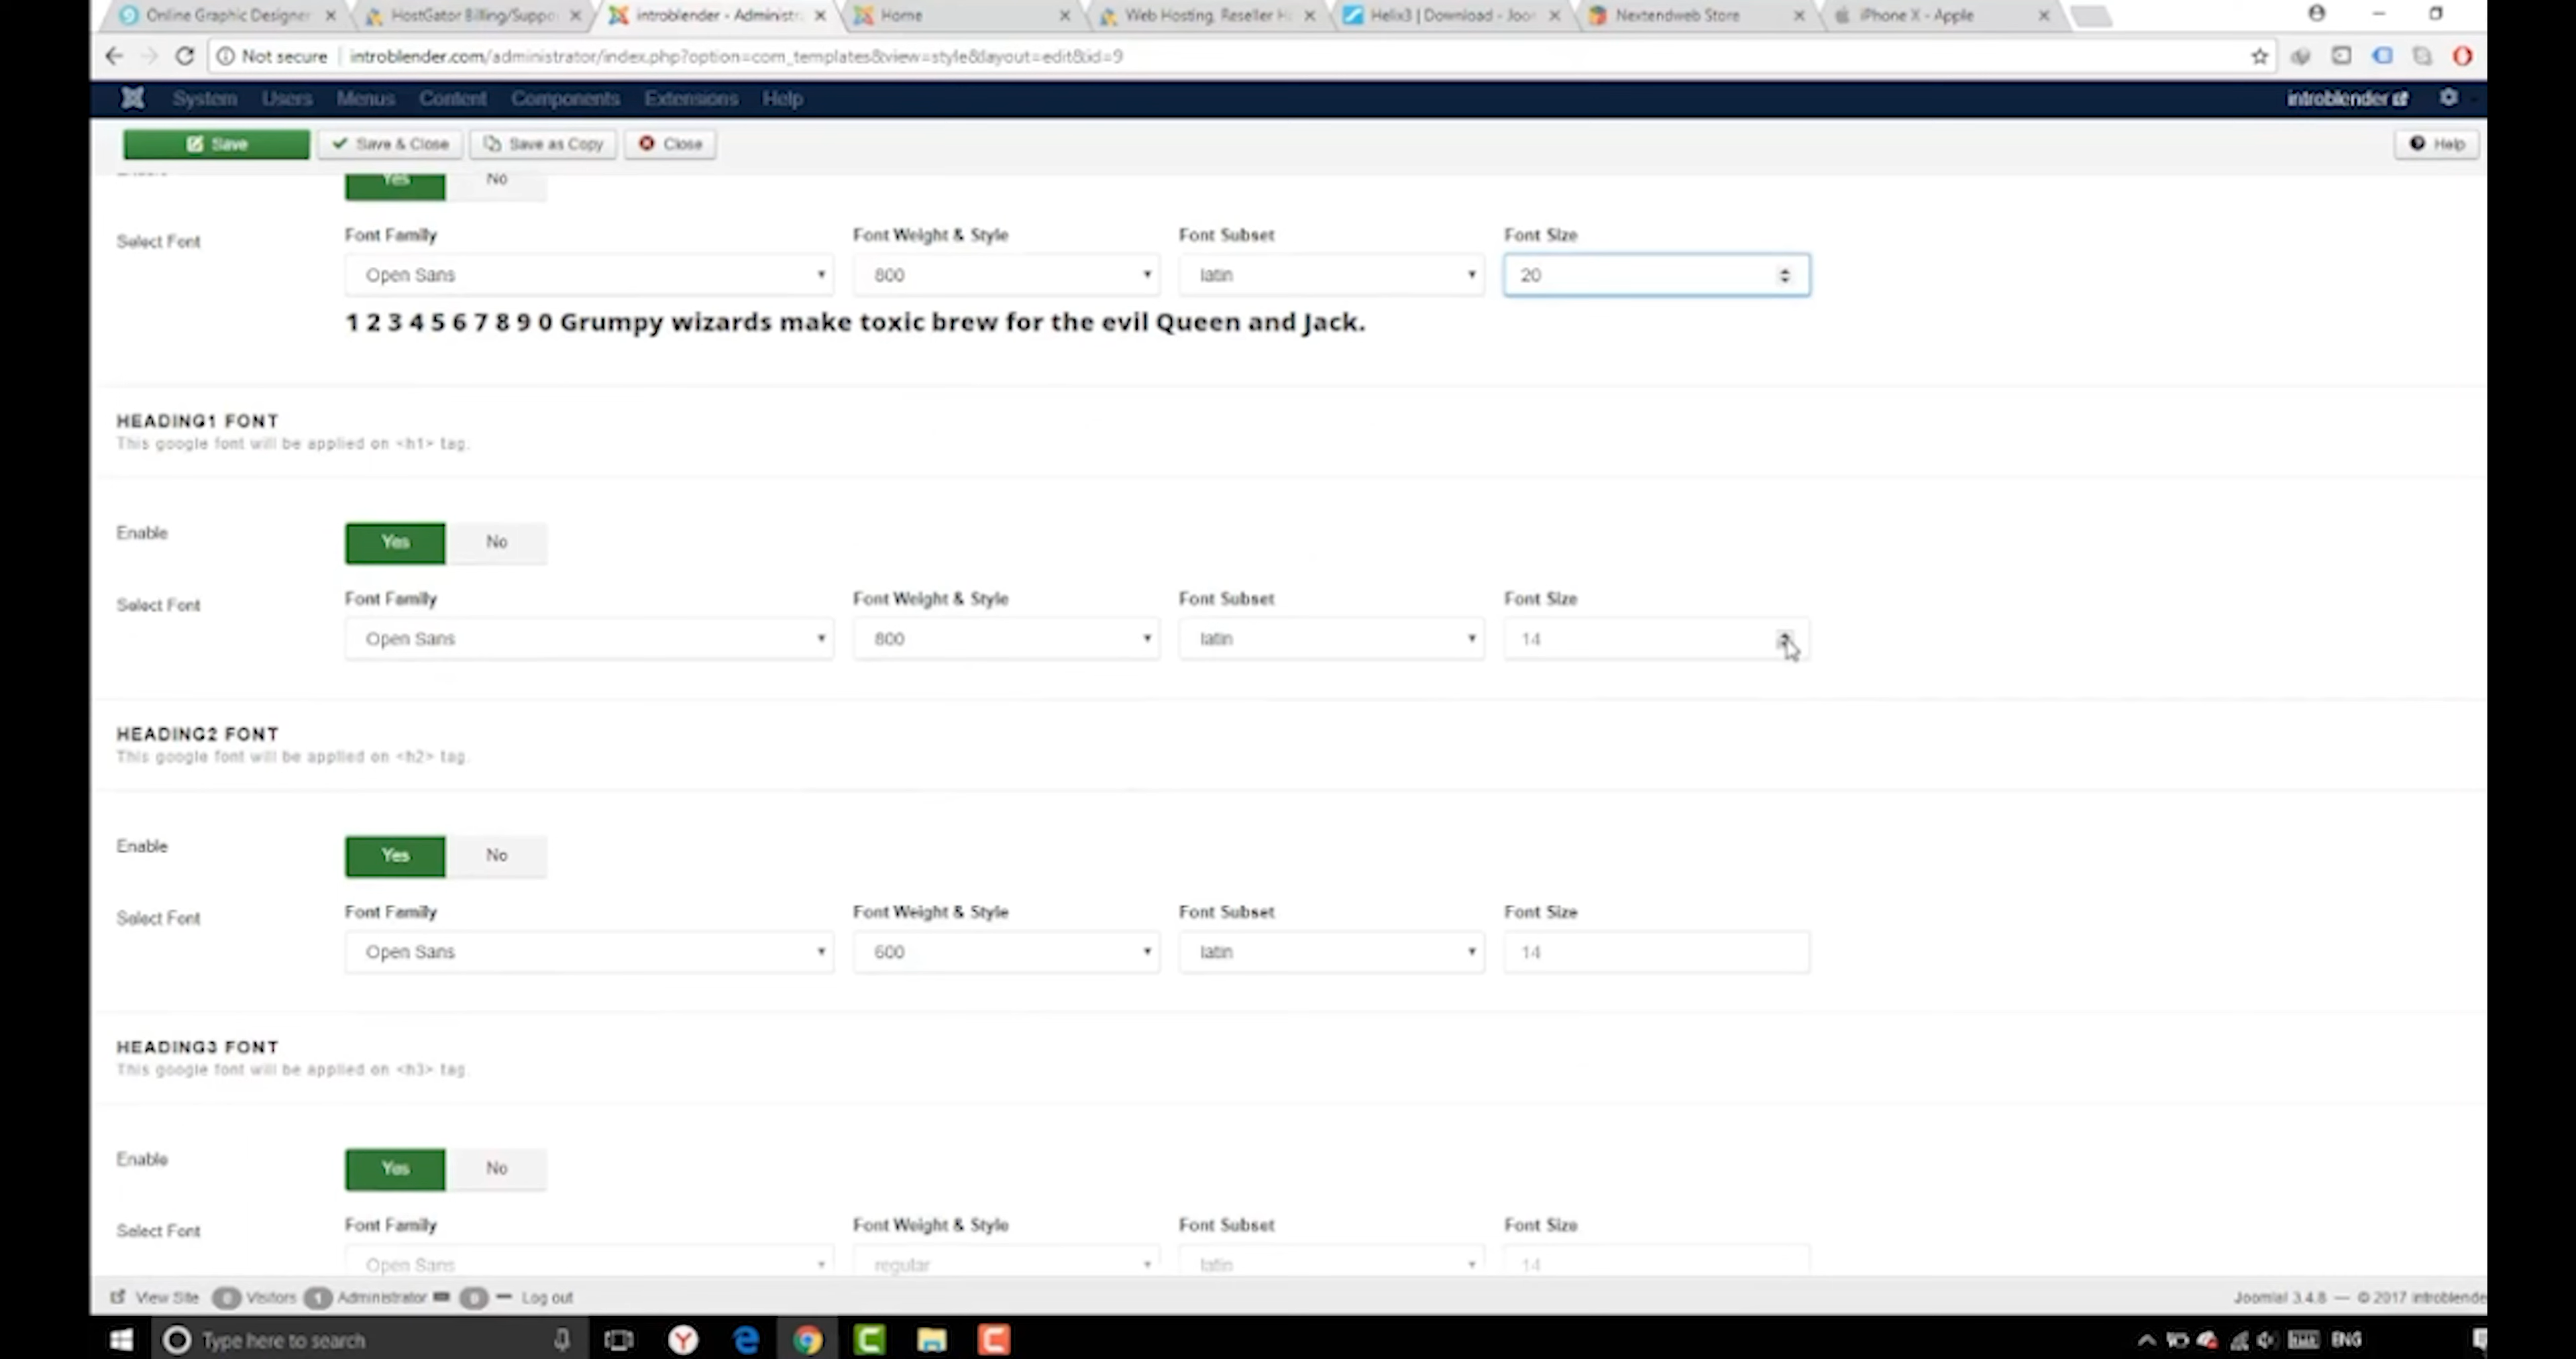 Online Graphic Designer
HostGator Billing/Suppo
introblender - Administr
Home
Web Hosting, Reseller H
Helix3 | Download - Joo
Nextendweb Store
iPhone X - Apple
Not secure | introblender.com/administrator/index.php?option=com_templates&view=style&layout=edit&id=9
System Users Menus Content Components Extensions Help introblender
Save Save & Close Save as Copy Close Help
Yes No
Select Font Font Family Font Weight & Style Font Subset Font Size
Open Sans 800 latin 20
1 2 3 4 5 6 7 8 9 0 Grumpy wizards make toxic brew for the evil Queen and Jack.
HEADING1 FONT
This google font will be applied on <h1> tag.
Enable Yes No
Select Font Font Family Font Weight & Style Font Subset Font Size
Open Sans 800 latin 14
HEADING2 FONT
This google font will be applied on <h2> tag.
Enable Yes No
Select Font Font Family Font Weight & Style Font Subset Font Size
Open Sans 600 latin 14
HEADING3 FONT
This google font will be applied on <h3> tag.
Enable Yes No
Select Font Font Family Font Weight & Style Font Subset Font Size
Open Sans regular latin 14
View Site 0 Visitors 1 Administrator 0 Log out Joomla! 3.4.8 — © 2017 introblende
Type here to search ENG